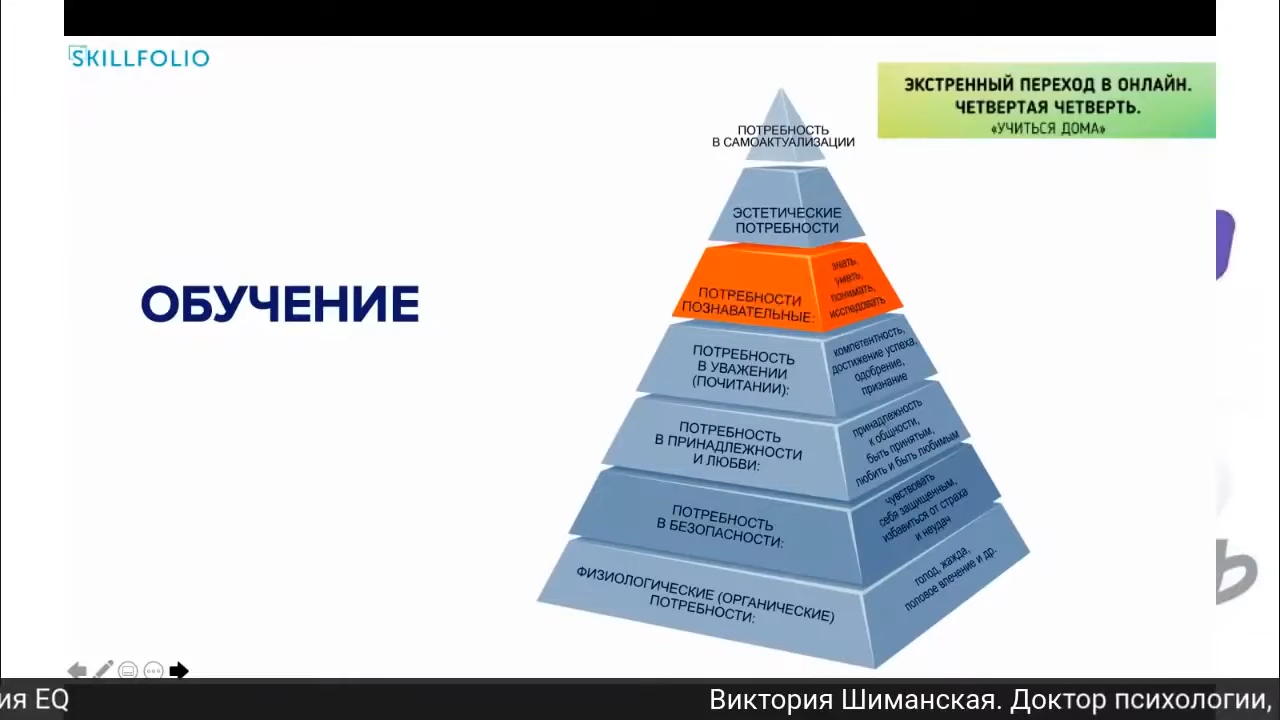 SKILLFOLIO
ЭКСТРЕННЫЙ ПЕРЕХОД В ОНЛАЙН.
ЧЕТВЕРТАЯ ЧЕТВЕРТЬ.
«УЧИТЬСЯ ДОМА»
ОБУЧЕНИЕ
ПОТРЕБНОСТЬ
В САМОАКТУАЛИЗАЦИИ
ЭСТЕТИЧЕСКИЕ
ПОТРЕБНОСТИ
ПОТРЕБНОСТИ
ПОЗНАВАТЕЛЬНЫЕ:
знать,
уметь,
понимать,
исследовать
ПОТРЕБНОСТЬ
В УВАЖЕНИИ
(ПОЧИТАНИИ):
компетентность,
достижение успеха,
одобрение,
признание
ПОТРЕБНОСТЬ
В ПРИНАДЛЕЖНОСТИ
И ЛЮБВИ:
принадлежность
к общности,
быть принятым,
любить и быть любимым
ПОТРЕБНОСТЬ
В БЕЗОПАСНОСТИ:
чувствовать
себя защищенным,
избавиться от страха
и неудач
ФИЗИОЛОГИЧЕСКИЕ (ОРГАНИЧЕСКИЕ)
ПОТРЕБНОСТИ:
голод, жажда,
половое влечение и др.
ия EQ
Виктория Шиманская. Доктор психологии,